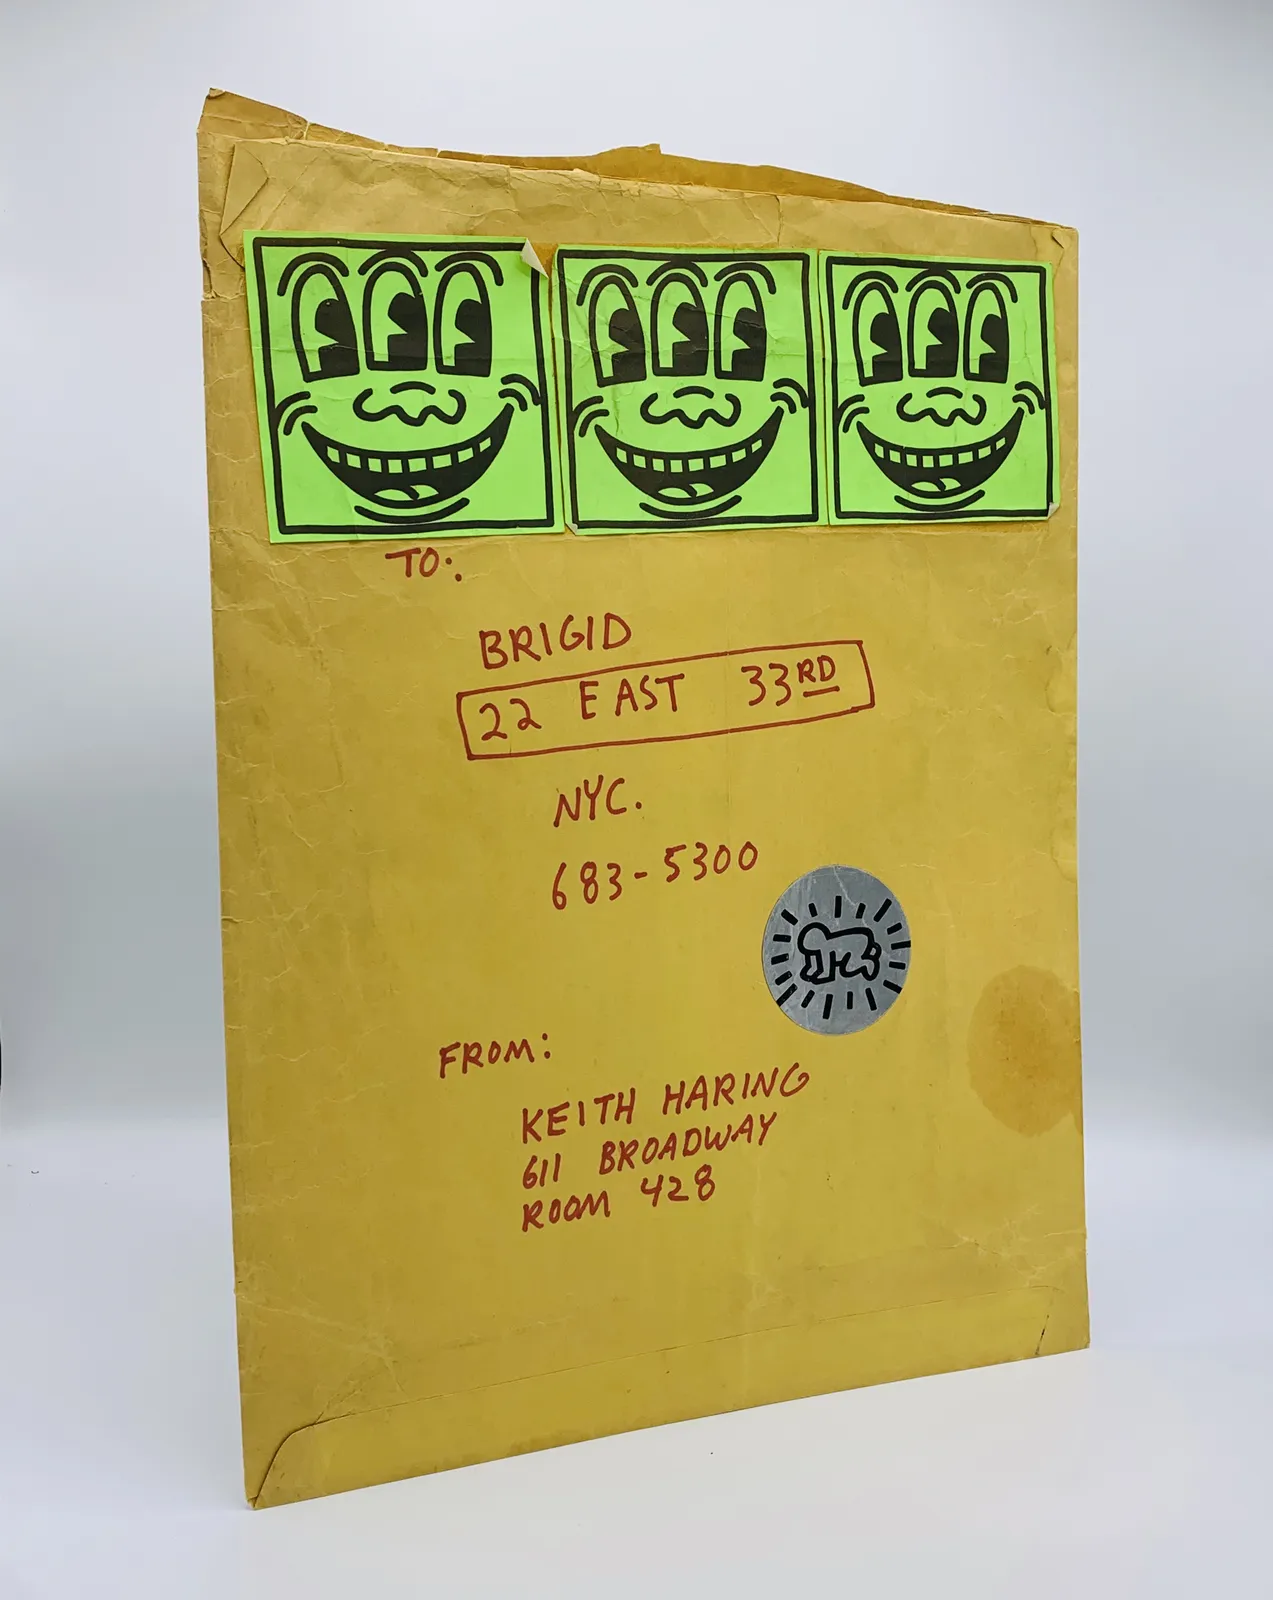 TO:
BRIGID
22 EAST 33RD
NYC.
683-5300
FROM:
KEITH HARING
611 BROADWAY
ROOM 428